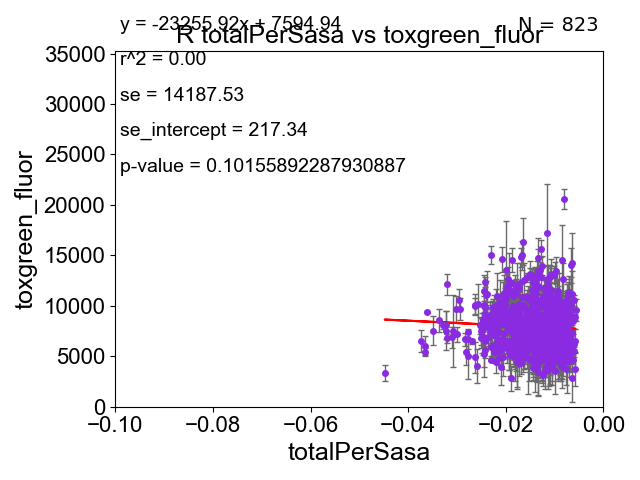 y = -23255.92x + 7594.94
N = 823
R totalPerSasa vs toxgreen_fluor
r^2 = 0.00
se = 14187.53
se_intercept = 217.34
p-value = 0.10155892287930887
35000
30000
25000
20000
15000
10000
5000
0
toxgreen_fluor
−0.10
−0.08
−0.06
−0.04
−0.02
0.00
totalPerSasa